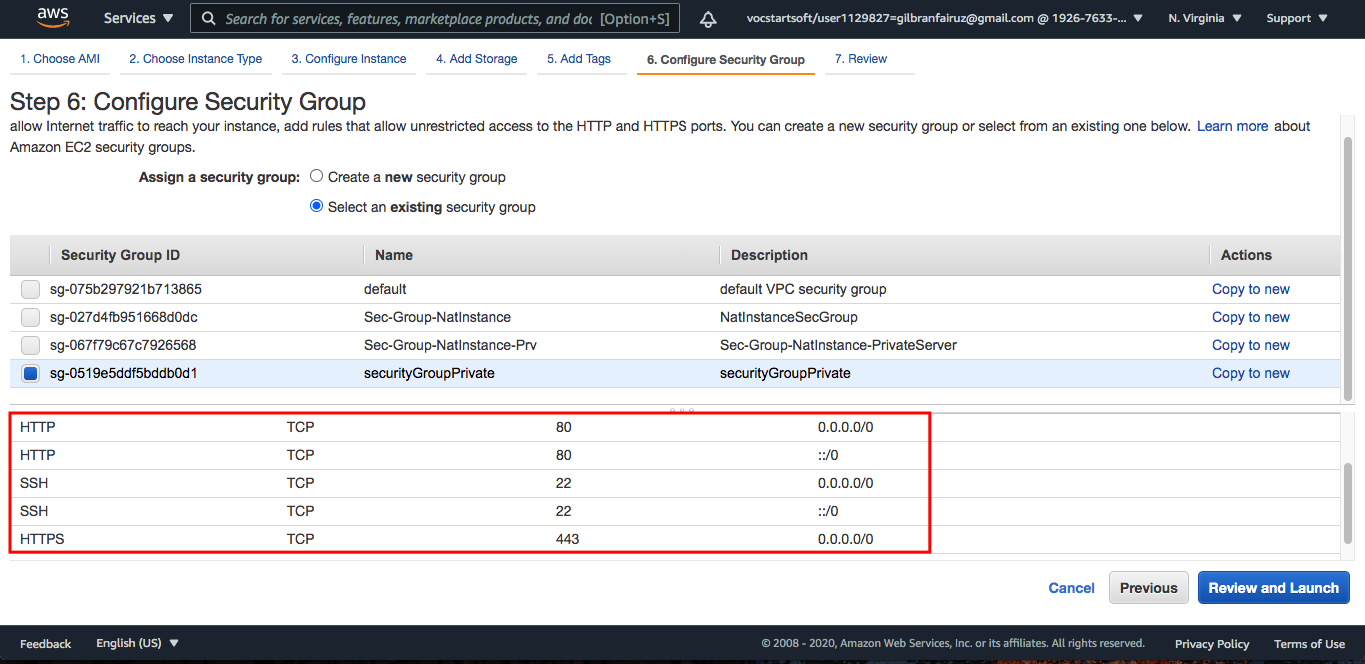 aws Services Search for services, features, marketplace products, and doc [Option+S] vocstartsoft/user1129827=gilbranfairuz@gmail.com @ 1926-7633-... N. Virginia Support
1. Choose AMI 2. Choose Instance Type 3. Configure Instance 4. Add Storage 5. Add Tags 6. Configure Security Group 7. Review
Step 6: Configure Security Group
allow Internet traffic to reach your instance, add rules that allow unrestricted access to the HTTP and HTTPS ports. You can create a new security group or select from an existing one below. Learn more about
Amazon EC2 security groups.
Assign a security group: Create a new security group
Select an existing security group
Security Group ID Name Description Actions
sg-075b297921b713865 default default VPC security group Copy to new
sg-027d4fb951668d0dc Sec-Group-NatInstance NatInstanceSecGroup Copy to new
sg-067f79c67c7926568 Sec-Group-NatInstance-Prv Sec-Group-NatInstance-PrivateServer Copy to new
sg-0519e5ddf5bddb0d1 securityGroupPrivate securityGroupPrivate Copy to new
HTTP TCP 80 0.0.0.0/0
HTTP TCP 80 ::/0
SSH TCP 22 0.0.0.0/0
SSH TCP 22 ::/0
HTTPS TCP 443 0.0.0.0/0
Cancel Previous Review and Launch
Feedback English (US) © 2008 - 2020, Amazon Web Services, Inc. or its affiliates. All rights reserved. Privacy Policy Terms of Use